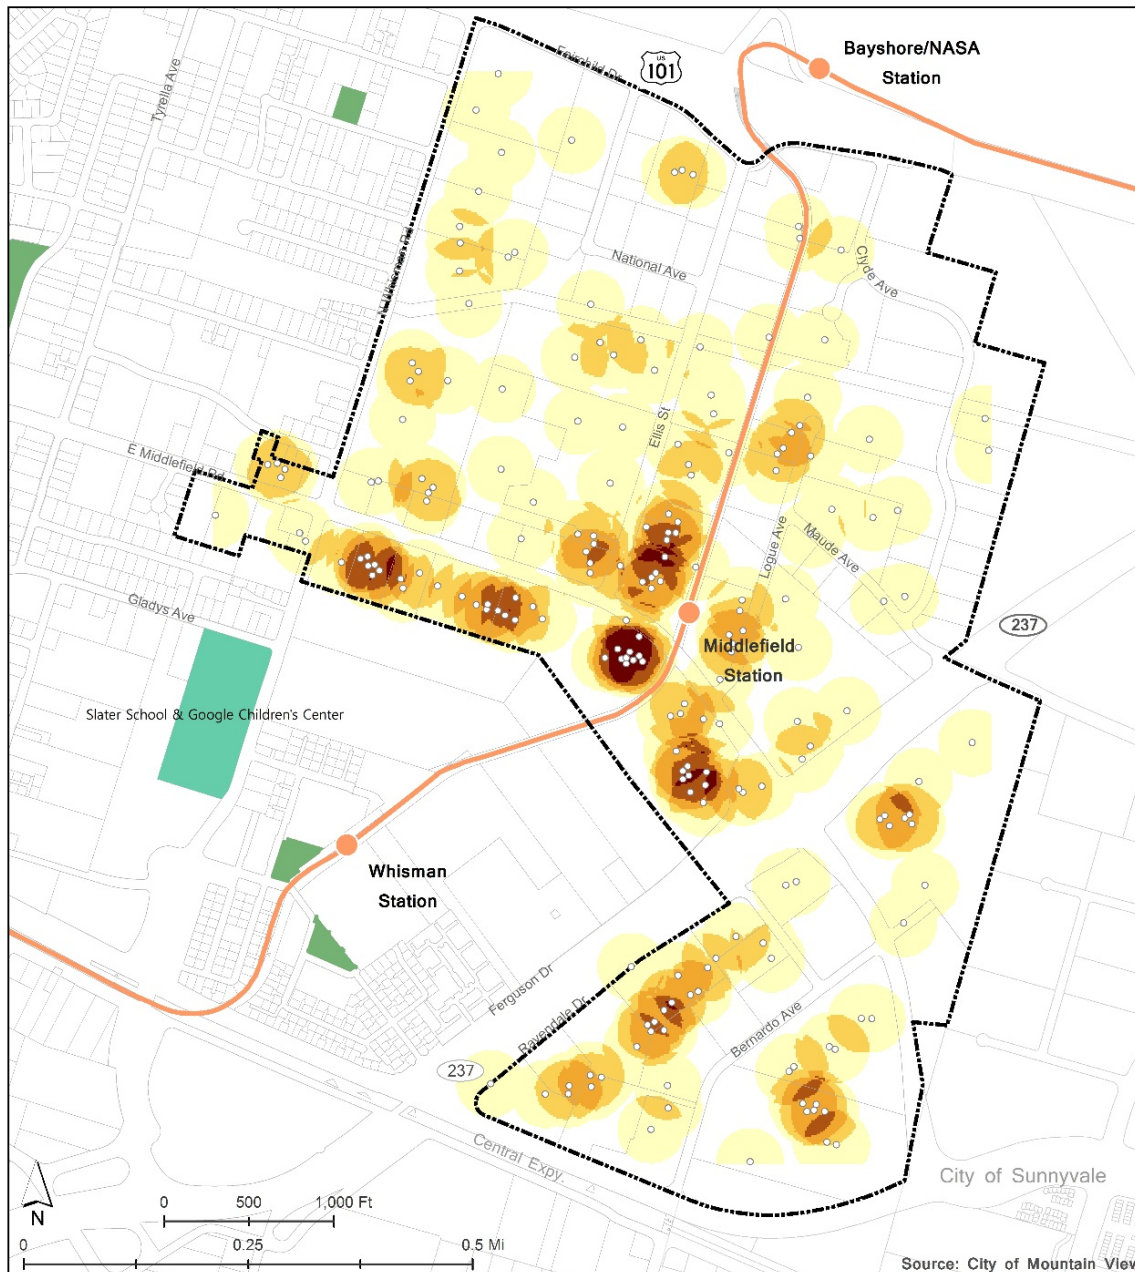 Bayshore/NASA
Station
Fairchild Dr
US
101
Tyrella Ave
N Whisman Rd
National Ave
Clyde Ave
Ellis St
E Middlefield Rd
Logue Ave
Maude Ave
Gladys Ave
237
Middlefield
Station
Slater School & Google Children's Center
Whisman
Station
Ferguson Dr
Ravendale Dr
Bernardo Ave
237
Central Expy.
City of Sunnyvale
N
0 500 1,000 Ft
0 0.25 0.5 Mi
Source: City of Mountain View